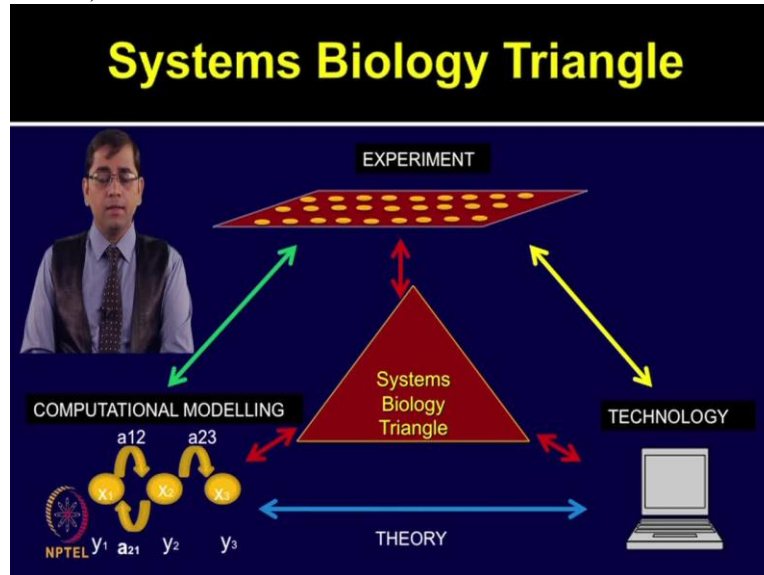 Systems Biology Triangle
EXPERIMENT
Systems
Biology
Triangle
COMPUTATIONAL MODELLING
TECHNOLOGY
a12 a23
x1 x2 x3
NPTEL y1 a21 y2 y3
THEORY